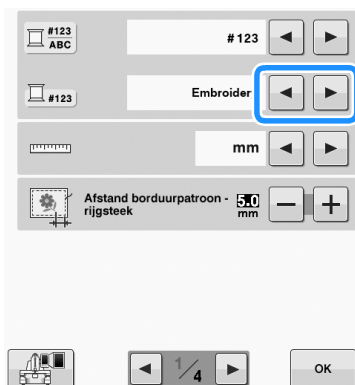 #123
ABC
#123
#123
Embroider
mm
Afstand borduurpatroon -
rijgsteek
5.0
mm
1/4
OK